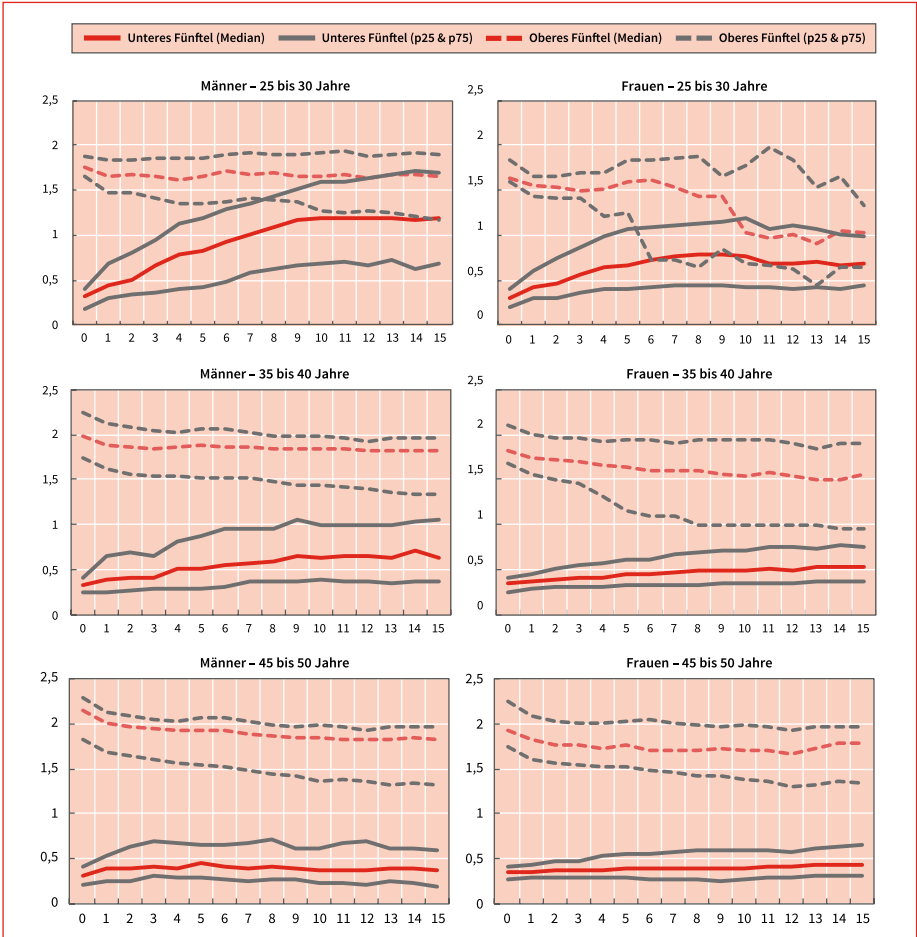 Unteres Fünftel (Median) Unteres Fünftel (p25 & p75) Oberes Fünftel (Median) Oberes Fünftel (p25 & p75)
Männer – 25 bis 30 Jahre
2,5
2
1,5
1
0,5
0
0 1 2 3 4 5 6 7 8 9 10 11 12 13 14 15
Frauen – 25 bis 30 Jahre
2,5
2
1,5
1
0,5
0
0 1 2 3 4 5 6 7 8 9 10 11 12 13 14 15
Männer – 35 bis 40 Jahre
2,5
2
1,5
1
0,5
0
0 1 2 3 4 5 6 7 8 9 10 11 12 13 14 15
Frauen – 35 bis 40 Jahre
2,5
2
1,5
1
0,5
0
0 1 2 3 4 5 6 7 8 9 10 11 12 13 14 15
Männer – 45 bis 50 Jahre
2,5
2
1,5
1
0,5
0
0 1 2 3 4 5 6 7 8 9 10 11 12 13 14 15
Frauen – 45 bis 50 Jahre
2,5
2
1,5
1
0,5
0
0 1 2 3 4 5 6 7 8 9 10 11 12 13 14 15